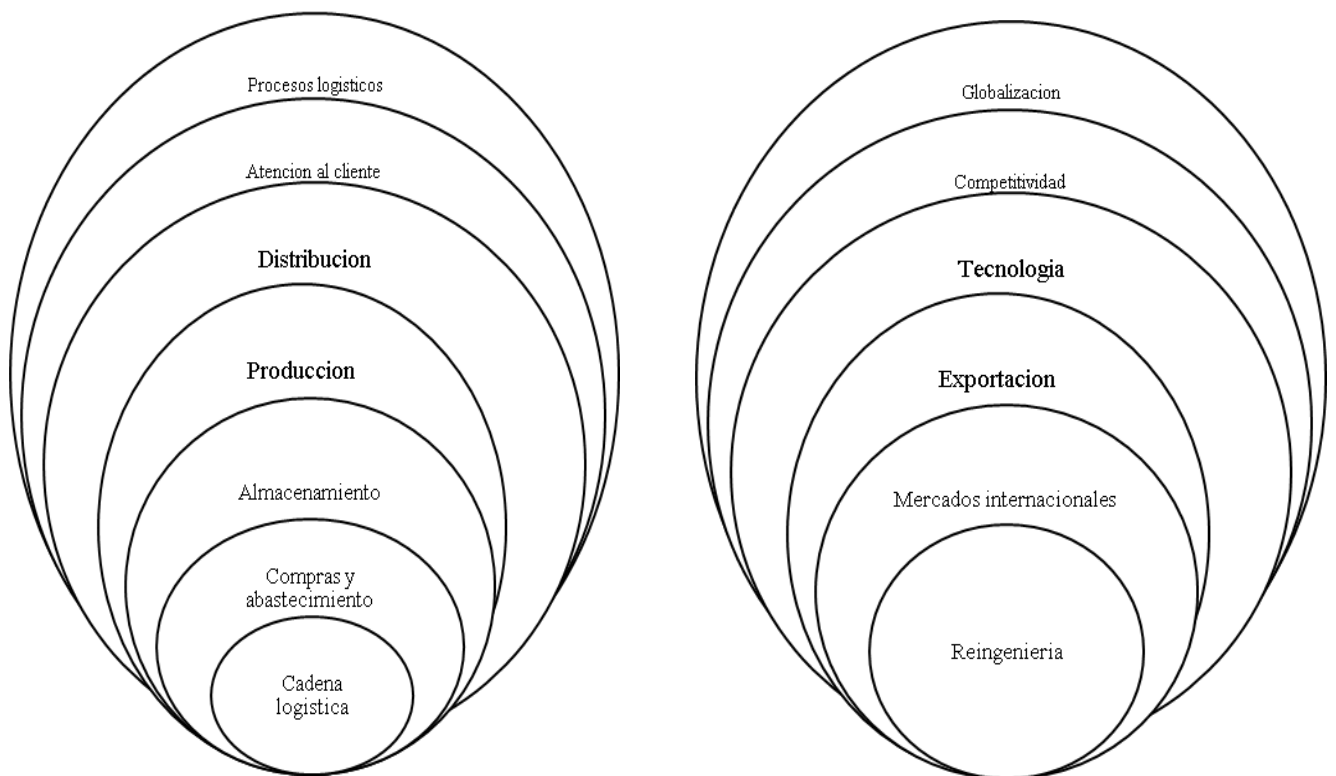 Procesos logisticos
Atencion al cliente
Distribucion
Produccion
Almacenamiento
Compras y
abastecimiento
Cadena
logistica
Globalizacion
Competitividad
Tecnologia
Exportacion
Mercados internacionales
Reingenieria